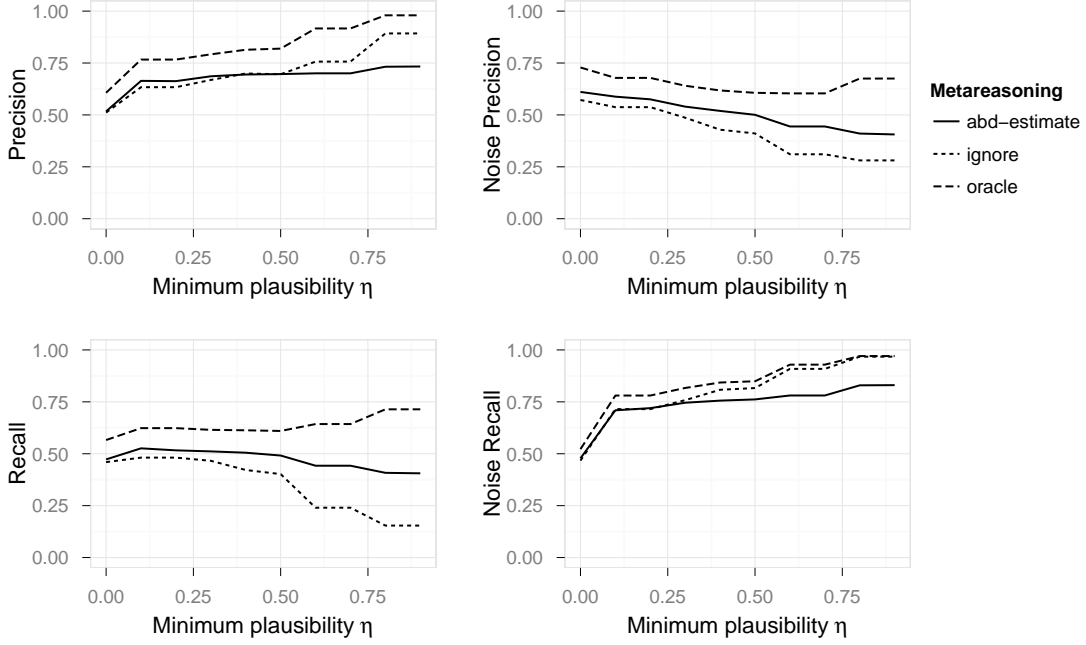 Precision
1.00
0.75
0.50
0.25
0.00
0.00 0.25 0.50 0.75
Minimum plausibility η
Noise Precision
1.00
0.75
0.50
0.25
0.00
0.00 0.25 0.50 0.75
Minimum plausibility η
Metareasoning
abd−estimate
ignore
oracle
Recall
1.00
0.75
0.50
0.25
0.00
0.00 0.25 0.50 0.75
Minimum plausibility η
Noise Recall
1.00
0.75
0.50
0.25
0.00
0.00 0.25 0.50 0.75
Minimum plausibility η